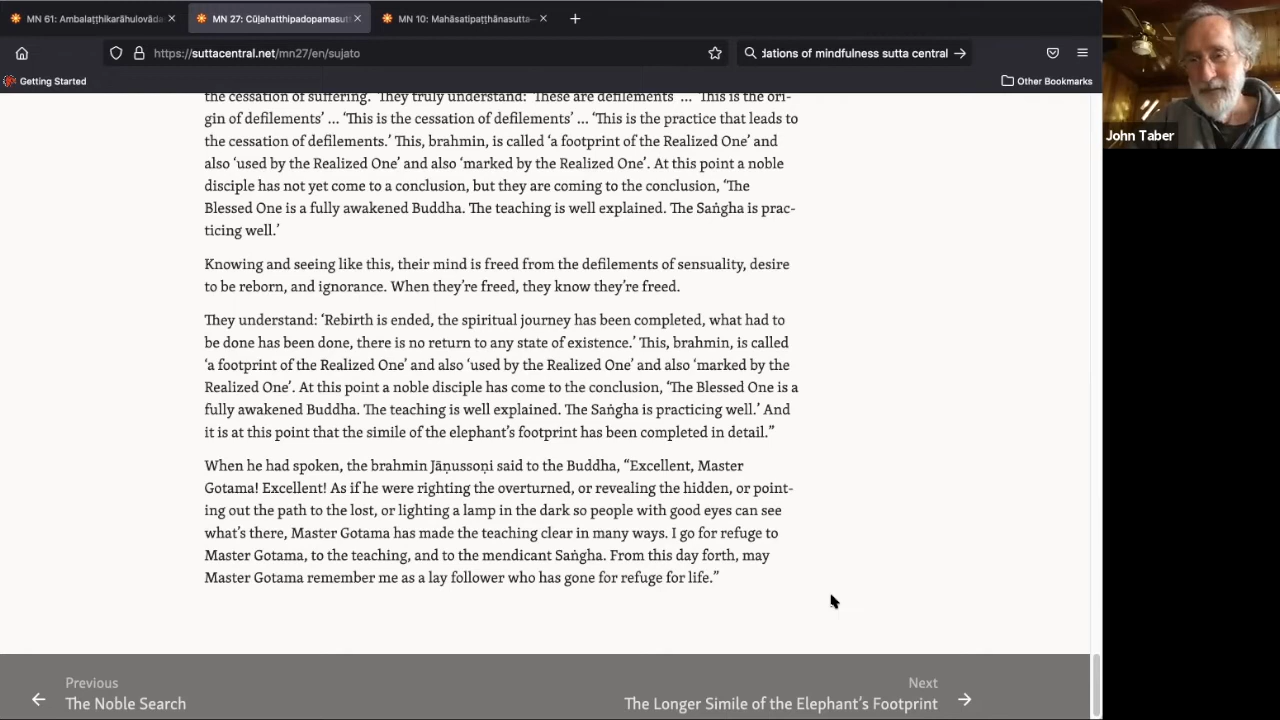 MN 61: Ambalaṭṭhikarāhulovāda
MN 27: Cūḷahatthipadopamasutt
MN 10: Mahāsatipaṭṭhānasutta—
https://suttacentral.net/mn27/en/sujato
dations of mindfulness sutta central
Getting Started
Other Bookmarks
John Taber
the cessation of suffering.’ They truly understand: ‘These are defilements’ … ‘This is the ori-
gin of defilements’ … ‘This is the cessation of defilements’ … ‘This is the practice that leads to
the cessation of defilements.’ This, brahmin, is called ‘a footprint of the Realized One’ and
also ‘used by the Realized One’ and also ‘marked by the Realized One’. At this point a noble
disciple has not yet come to a conclusion, but they are coming to the conclusion, ‘The
Blessed One is a fully awakened Buddha. The teaching is well explained. The Saṅgha is prac-
ticing well.’
Knowing and seeing like this, their mind is freed from the defilements of sensuality, desire
to be reborn, and ignorance. When they’re freed, they know they’re freed.
They understand: ‘Rebirth is ended, the spiritual journey has been completed, what had to
be done has been done, there is no return to any state of existence.’ This, brahmin, is called
‘a footprint of the Realized One’ and also ‘used by the Realized One’ and also ‘marked by the
Realized One’. At this point a noble disciple has come to the conclusion, ‘The Blessed One is a
fully awakened Buddha. The teaching is well explained. The Saṅgha is practicing well.’ And
it is at this point that the simile of the elephant’s footprint has been completed in detail.”
When he had spoken, the brahmin Jāṇussoṇi said to the Buddha, “Excellent, Master
Gotama! Excellent! As if he were righting the overturned, or revealing the hidden, or point-
ing out the path to the lost, or lighting a lamp in the dark so people with good eyes can see
what’s there, Master Gotama has made the teaching clear in many ways. I go for refuge to
Master Gotama, to the teaching, and to the mendicant Saṅgha. From this day forth, may
Master Gotama remember me as a lay follower who has gone for refuge for life.”
Previous
The Noble Search
Next
The Longer Simile of the Elephant’s Footprint